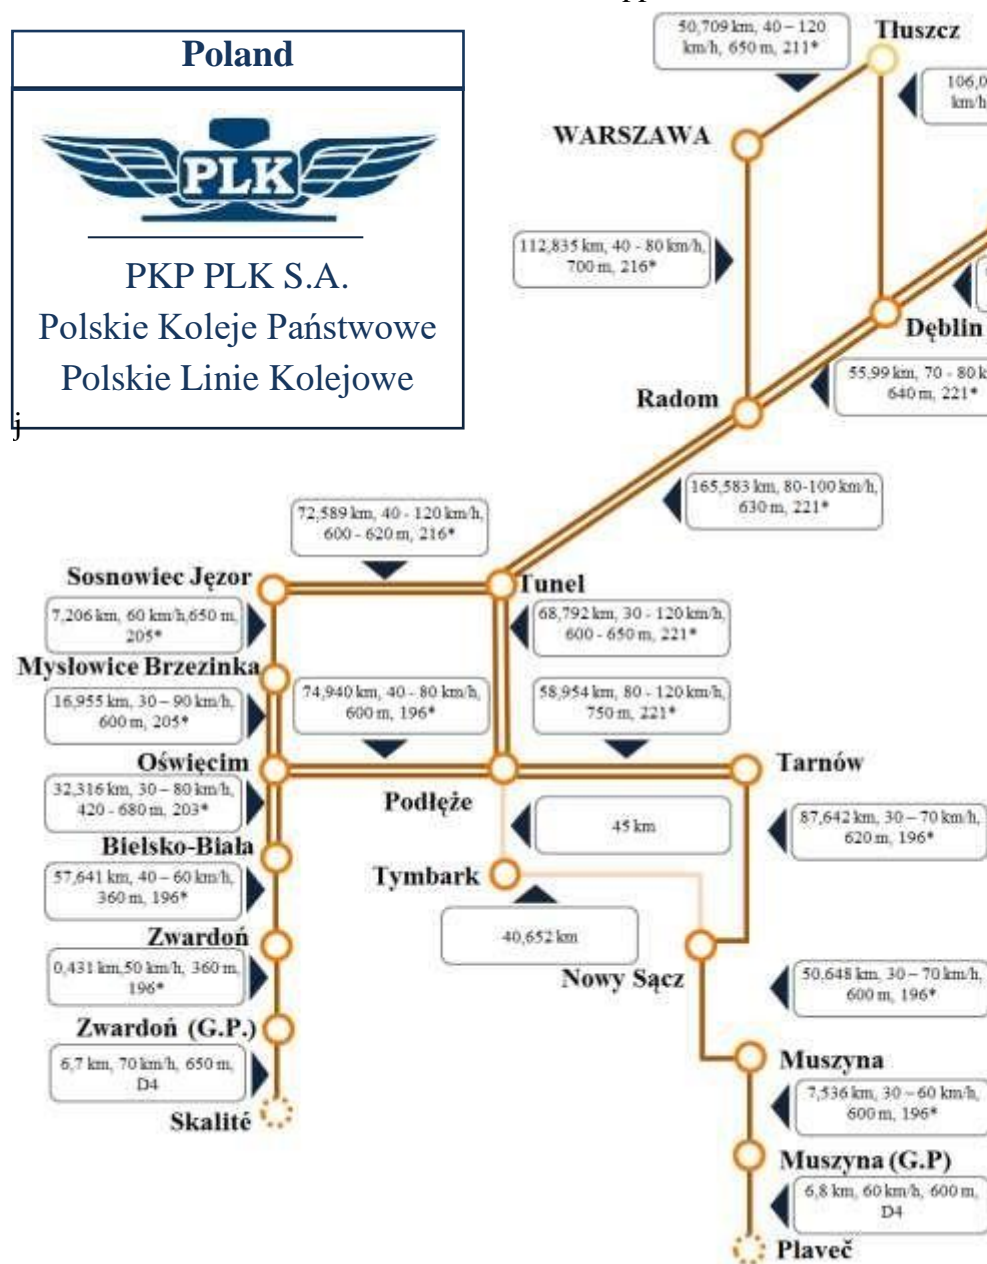 Poland
PLK
PKP PLK S.A.
Polskie Koleje Państwowe
Polskie Linie Kolejowe
j
50,709 km, 40 – 120
km/h, 650 m, 211*
Tłuszcz
106,0
km/h
WARSZAWA
112,835 km, 40 - 80 km/h,
700 m, 216*
Dęblin
55,99 km, 70 - 80 k
640 m, 221*
Radom
165,583 km, 80-100 km/h,
630 m, 221*
72,589 km, 40 - 120 km/h,
600 - 620 m, 216*
Sosnowiec Jęzor
Tunel
7,206 km, 60 km/h,650 m,
205*
68,792 km, 30 - 120 km/h,
600 - 650 m, 221*
Mysłowice Brzezinka
16,955 km, 30 – 90 km/h,
600 m, 205*
74,940 km, 40 - 80 km/h,
600 m, 196*
58,954 km, 80 - 120 km/h,
750 m, 221*
Oświęcim
Podłęże
Tarnów
32,316 km, 30 – 80 km/h,
420 - 680 m, 203*
45 km
87,642 km, 30 – 70 km/h,
620 m, 196*
Bielsko-Biała
57,641 km, 40 – 60 km/h,
360 m, 196*
Tymbark
40,652 km
Zwardoń
Nowy Sącz
0,431 km,50 km/h, 360 m,
196*
50,648 km, 30 – 70 km/h,
600 m, 196*
Zwardoń (G.P.)
6,7 km, 70 km/h, 650 m,
D4
Muszyna
7,536 km, 30 – 60 km/h,
600 m, 196*
Skalité
Muszyna (G.P)
6,8 km, 60 km/h, 600 m,
D4
Plaveč